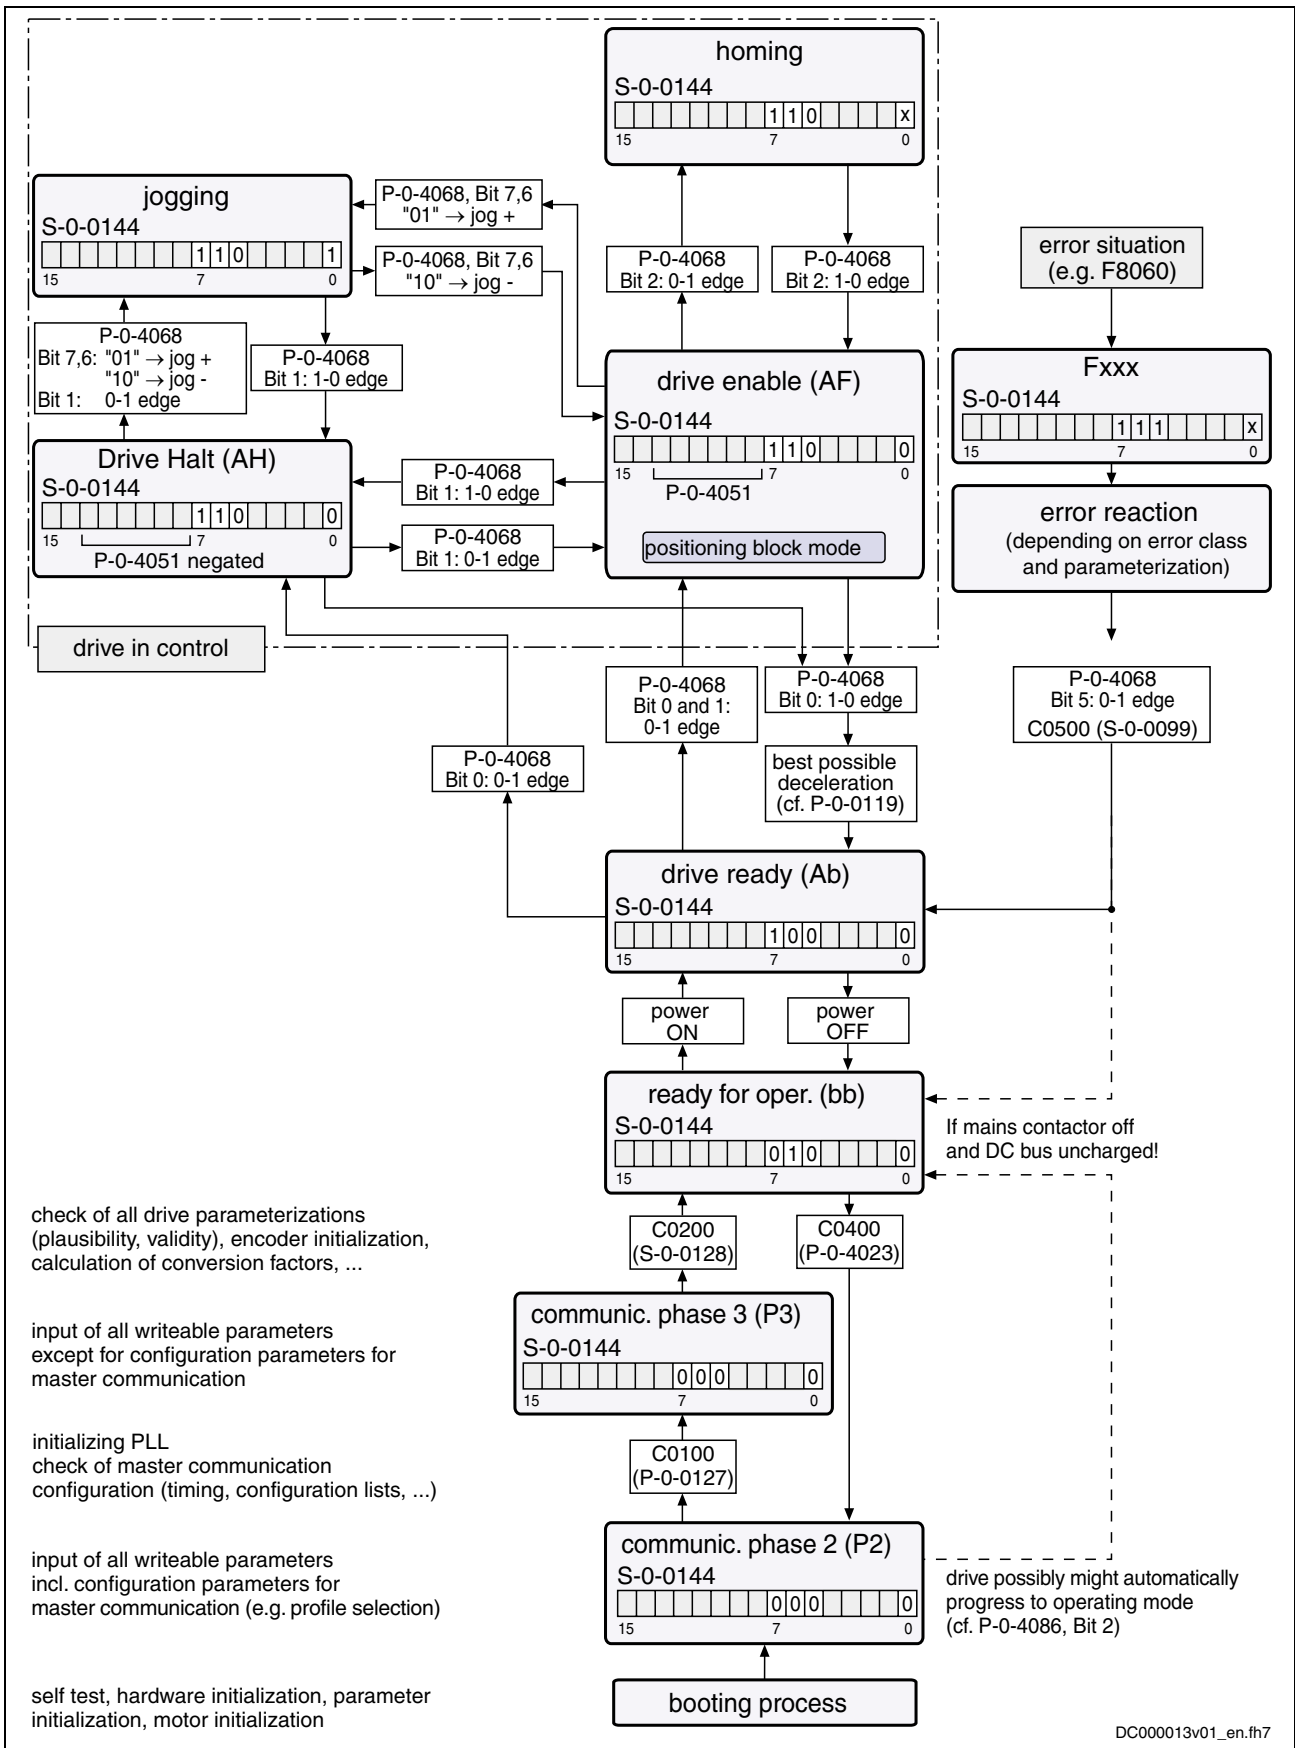 homing
S-0-0144
1 1 0 x
15 7 0
jogging
S-0-0144
1 1 0 1
15 7 0
P-0-4068, Bit 7,6
"01" → jog +
P-0-4068, Bit 7,6
"10" → jog -
P-0-4068
Bit 2: 0-1 edge
P-0-4068
Bit 2: 1-0 edge
error situation
(e.g. F8060)
P-0-4068
Bit 7,6: "01" → jog +
"10" → jog -
Bit 1: 0-1 edge
P-0-4068
Bit 1: 1-0 edge
drive enable (AF)
S-0-0144
1 1 0 0
15 7 0
P-0-4051
positioning block mode
Fxxx
S-0-0144
1 1 1 x
15 7 0
Drive Halt (AH)
S-0-0144
1 1 0 0
15 7 0
P-0-4051 negated
P-0-4068
Bit 1: 1-0 edge
P-0-4068
Bit 1: 0-1 edge
error reaction
(depending on error class
and parameterization)
drive in control
P-0-4068
Bit 0 and 1:
0-1 edge
P-0-4068
Bit 0: 1-0 edge
P-0-4068
Bit 5: 0-1 edge
C0500 (S-0-0099)
P-0-4068
Bit 0: 0-1 edge
best possible
deceleration
(cf. P-0-0119)
drive ready (Ab)
S-0-0144
1 0 0 0
15 7 0
power
ON
power
OFF
ready for oper. (bb)
S-0-0144
0 1 0 0
15 7 0
If mains contactor off
and DC bus uncharged!
check of all drive parameterizations
(plausibility, validity), encoder initialization,
calculation of conversion factors, ...
C0200
(S-0-0128)
C0400
(P-0-4023)
communic. phase 3 (P3)
S-0-0144
0 0 0 0
15 7 0
input of all writeable parameters
except for configuration parameters for
master communication
initializing PLL
check of master communication
configuration (timing, configuration lists, ...)
C0100
(P-0-0127)
communic. phase 2 (P2)
S-0-0144
0 0 0 0
15 7 0
input of all writeable parameters
incl. configuration parameters for
master communication (e.g. profile selection)
drive possibly might automatically
progress to operating mode
(cf. P-0-4086, Bit 2)
self test, hardware initialization, parameter
initialization, motor initialization
booting process
DC000013v01_en.fh7